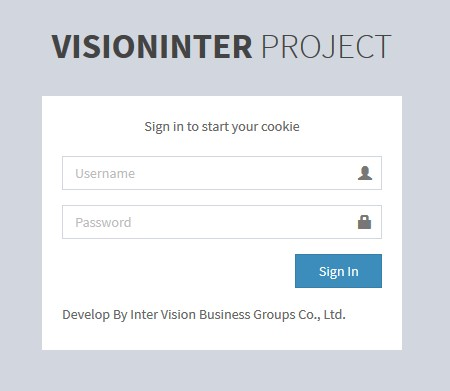 VISIONINTER PROJECT
Sign in to start your cookie
Username
Password
Sign In
Develop By Inter Vision Business Groups Co., Ltd.